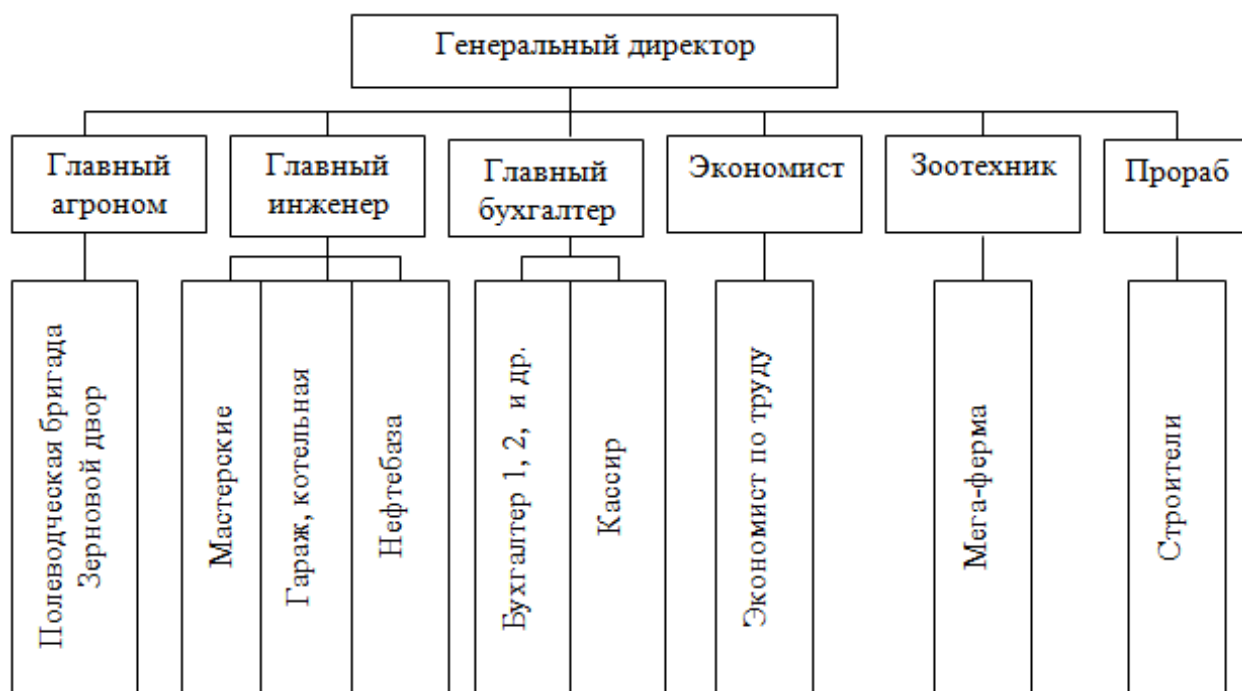 Генеральный директор
Главный
агроном
Главный
инженер
Главный
бухгалтер
Экономист
Зоотехник
Прораб
Полеводческая бригада
Зерновой двор
Мастерские
Гараж, котельная
Нефтебаза
Бухгалтер 1, 2, и др.
Кассир
Экономист по труду
Мега-ферма
Строители